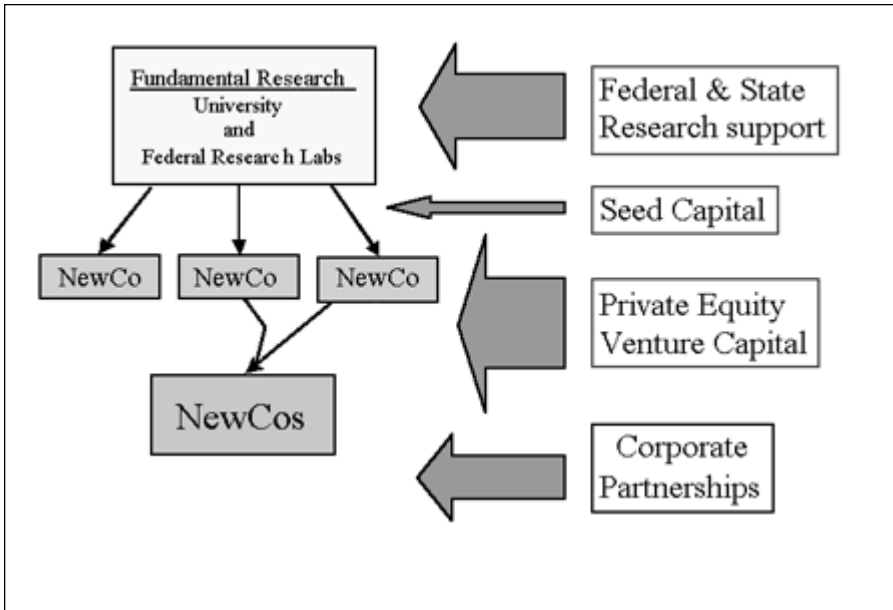 Fundamental Research
University
and
Federal Research Labs
Federal & State
Research support
Seed Capital
NewCo
NewCo
NewCo
Private Equity
Venture Capital
NewCos
Corporate
Partnerships